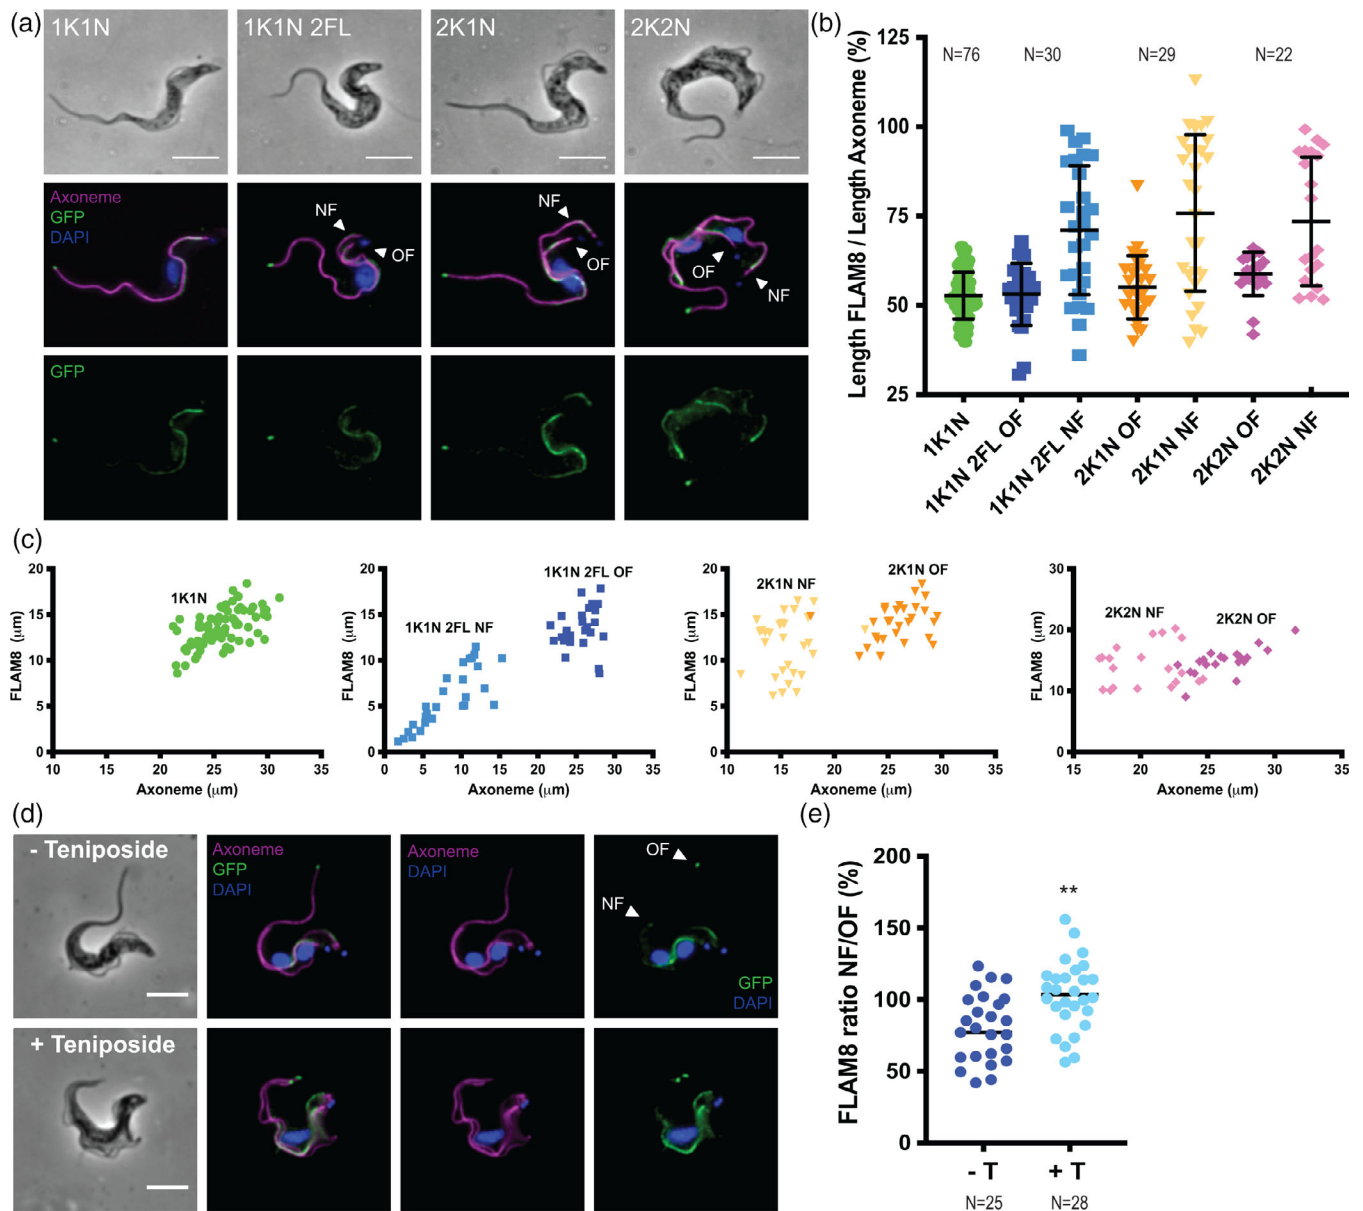 (a)
1K1N
1K1N 2FL
2K1N
2K2N
Axoneme
GFP
DAPI
NF
OF
NF
OF
OF
NF
GFP
(b)
Length FLAM8 / Length Axoneme (%)
125
100
75
50
25
N=76
N=30
N=29
N=22
1K1N
1K1N 2FL OF
1K1N 2FL NF
2K1N OF
2K1N NF
2K2N OF
2K2N NF
(c)
FLAM8 (μm)
20
15
10
5
0
1K1N
10 15 20 25 30 35
Axoneme (μm)
FLAM8 (μm)
20
15
10
5
0
1K1N 2FL NF
1K1N 2FL OF
0 5 10 15 20 25 30 35
Axoneme (μm)
FLAM8 (μm)
20
15
10
5
0
2K1N NF
2K1N OF
10 15 20 25 30 35
Axoneme (μm)
FLAM8 (μm)
30
20
10
0
2K2N NF
2K2N OF
15 20 25 30 35
Axoneme (μm)
(d)
- Teniposide
Axoneme
GFP
DAPI
Axoneme
DAPI
OF
NF
GFP
DAPI
+ Teniposide
(e)
FLAM8 ratio NF/OF (%)
200
150
100
50
0
**
- T
+ T
N=25
N=28